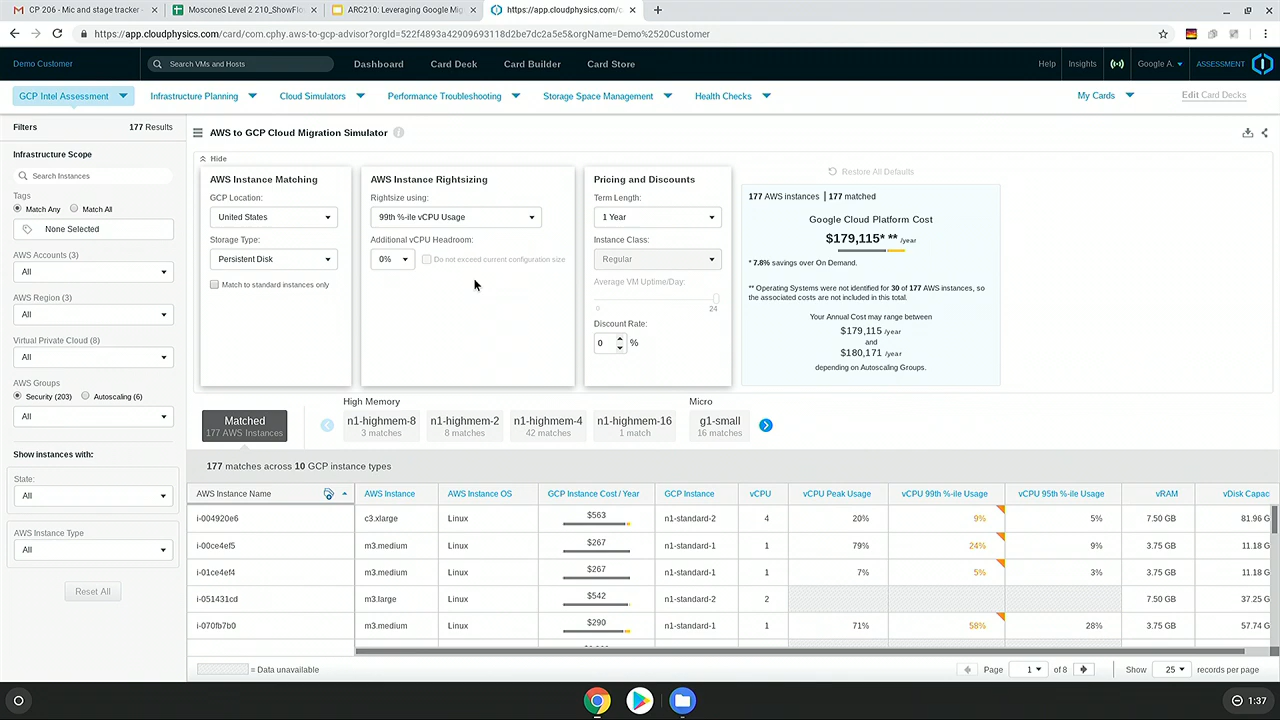 CP 206 - Mic and stage tracker -
MosconeS Level 2 210_ShowFlo
ARC210: Leveraging Google Mig
https://app.cloudphysics.com/c
https://app.cloudphysics.com/card/com.cphy.aws-to-gcp-advisor?orgId=522f4893a42909693118d2be7dc2a5e5&orgName=Demo%2520Customer
Demo Customer
Search VMs and Hosts
Dashboard
Card Deck
Card Builder
Card Store
Help
Insights
Google A.
ASSESSMENT
GCP Intel Assessment
Infrastructure Planning
Cloud Simulators
Performance Troubleshooting
Storage Space Management
Health Checks
My Cards
Edit Card Decks
Filters
177 Results
AWS to GCP Cloud Migration Simulator
Infrastructure Scope
Search Instances
Tags
Match Any
Match All
None Selected
AWS Accounts (3)
All
AWS Region (3)
All
Virtual Private Cloud (8)
All
AWS Groups
Security (203)
Autoscaling (6)
All
Show instances with:
State:
All
AWS Instance Type
All
Reset All
Hide
AWS Instance Matching
GCP Location:
United States
Storage Type:
Persistent Disk
Match to standard instances only
AWS Instance Rightsizing
Rightsize using:
99th %-ile vCPU Usage
Additional vCPU Headroom:
0%
Do not exceed current configuration size
Pricing and Discounts
Term Length:
1 Year
Instance Class:
Regular
Average VM Uptime/Day:
0
24
Discount Rate:
0
%
Restore All Defaults
177 AWS instances | 177 matched
Google Cloud Platform Cost
$179,115* ** /year
* 7.8% savings over On Demand.
** Operating Systems were not identified for 30 of 177 AWS instances, so
the associated costs are not included in this total.
Your Annual Cost may range between
$179,115 /year
and
$180,171 /year
depending on Autoscaling Groups.
Matched
177 AWS Instances
High Memory
n1-highmem-8
3 matches
n1-highmem-2
8 matches
n1-highmem-4
42 matches
n1-highmem-16
1 match
Micro
g1-small
16 matches
177 matches across 10 GCP instance types
AWS Instance Name AWS Instance AWS Instance OS GCP Instance Cost / Year GCP Instance vCPU vCPU Peak Usage vCPU 99th %-ile Usage vCPU 95th %-ile Usage vRAM vDisk Capac
i-004920e6 c3.xlarge Linux $563 n1-standard-2 4 20% 9% 5% 7.50 GB 81.96 G
i-00ce4ef5 m3.medium Linux $267 n1-standard-1 1 79% 24% 9% 3.75 GB 11.18 G
i-01ce4ef4 m3.medium Linux $267 n1-standard-1 1 7% 5% 3% 3.75 GB 11.18 G
i-051431cd m3.large Linux $542 n1-standard-2 2 7.50 GB 37.25 G
i-070fb7b0 m3.medium Linux $290 n1-standard-1 1 71% 58% 28% 3.75 GB 57.74 G
= Data unavailable
Page
1
of 8
Show
25
records per page
1:37